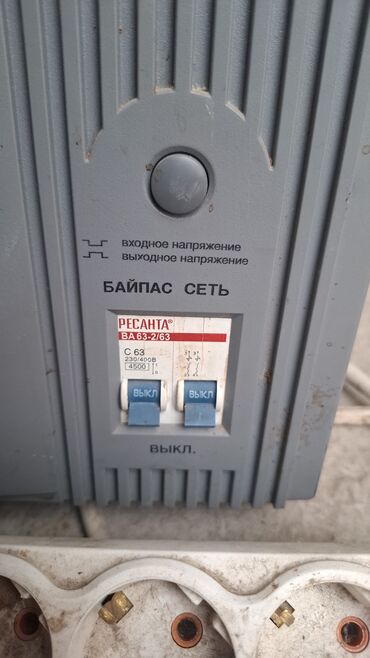 входное напряжение
выходное напряжение
БАЙПАС СЕТЬ
РЕСАНТА®
ВА 63-2/63
C 63
230/400В
4500
ВЫКЛ ВЫКЛ
ВЫКЛ.